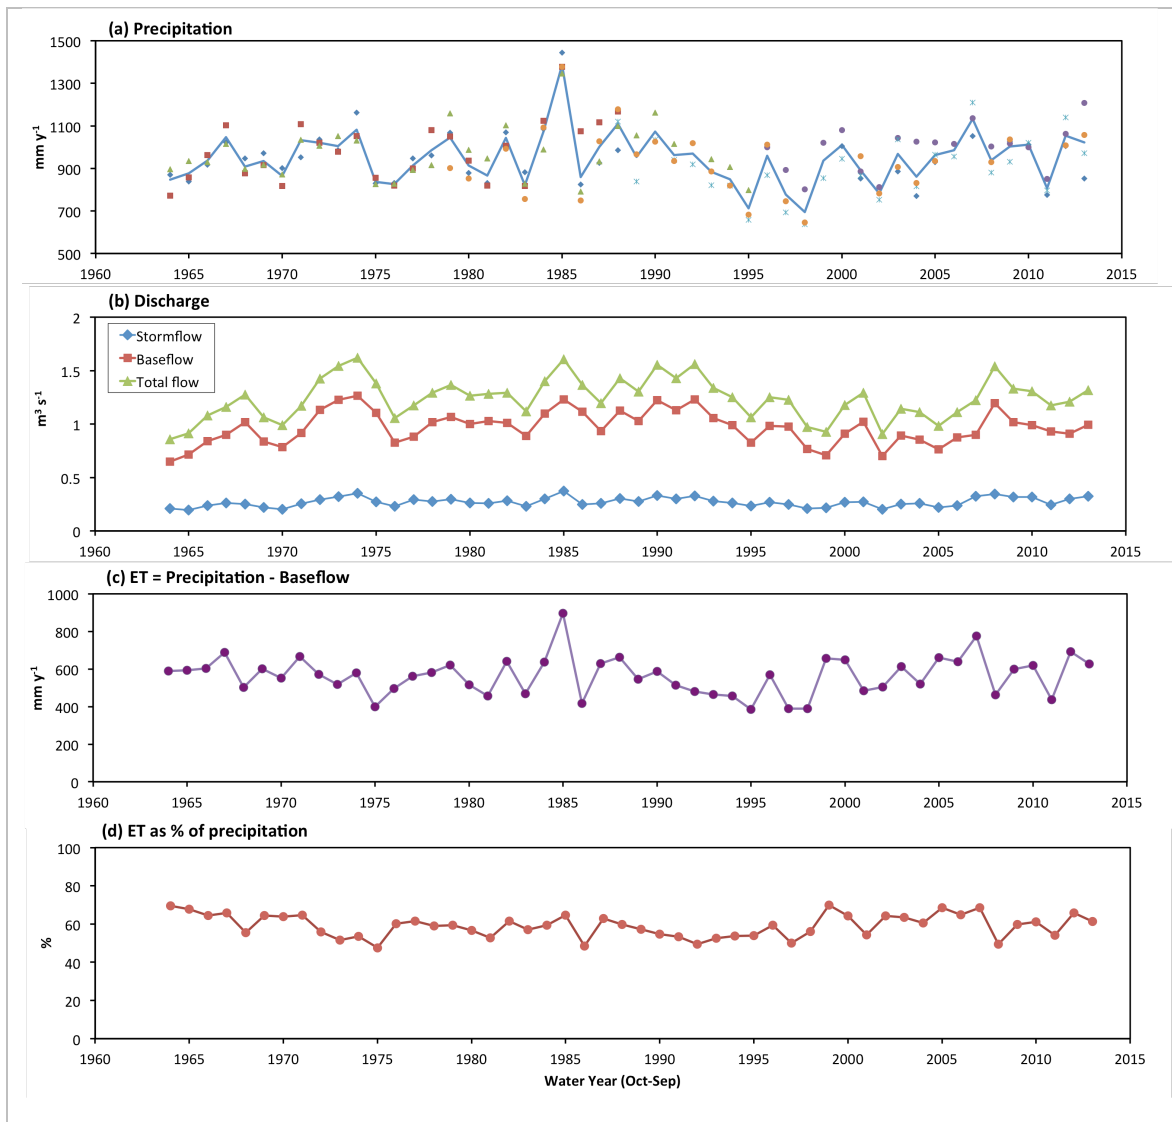 (a) Precipitation
1500
1300
1100
900
700
500
mm y-1
1960 1965 1970 1975 1980 1985 1990 1995 2000 2005 2010 2015
(b) Discharge
2
1.5
1
0.5
0
m3 s-1
Stormflow
Baseflow
Total flow
1960 1965 1970 1975 1980 1985 1990 1995 2000 2005 2010 2015
(c) ET = Precipitation - Baseflow
1000
800
600
400
200
0
mm y-1
1960 1965 1970 1975 1980 1985 1990 1995 2000 2005 2010 2015
(d) ET as % of precipitation
100
80
60
40
20
0
%
1960 1965 1970 1975 1980 1985 1990 1995 2000 2005 2010 2015
Water Year (Oct-Sep)